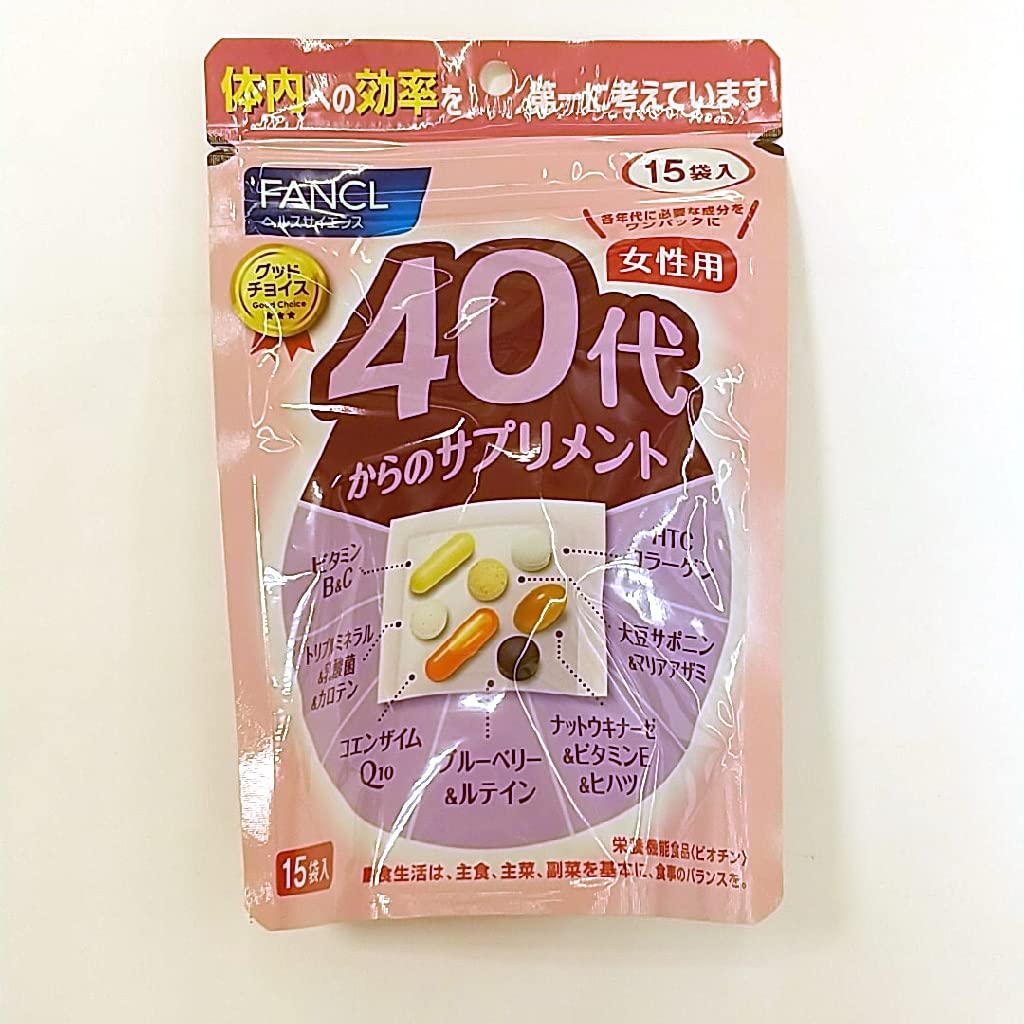 体内への効率を 第一に考えています
FANCL
ヘルスサイエンス
15袋入
各年代に必要な成分を
ワンパックに
女性用
グッド
チョイス
Good Choice
40代
からのサプリメント
ビタミン
B&C
HTC
コラーゲン
トリプルミネラル
&乳酸菌
&カロテン
大豆サポニン
&マリアアザミ
コエンザイム
Q10
ブルーベリー
&ルテイン
ナットウキナーゼ
&ビタミンE
&ヒハツ
15袋入
栄養機能食品〈ビオチン〉
食生活は、主食、主菜、副菜を基本に、食事のバランスを。